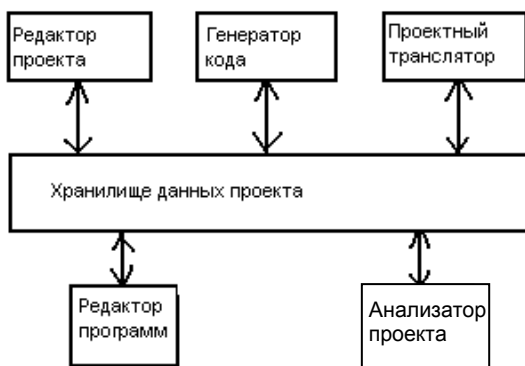 Редактор
проекта
Генератор
кода
Проектный
транслятор
Хранилище данных проекта
Редактор
программ
Анализатор
проекта